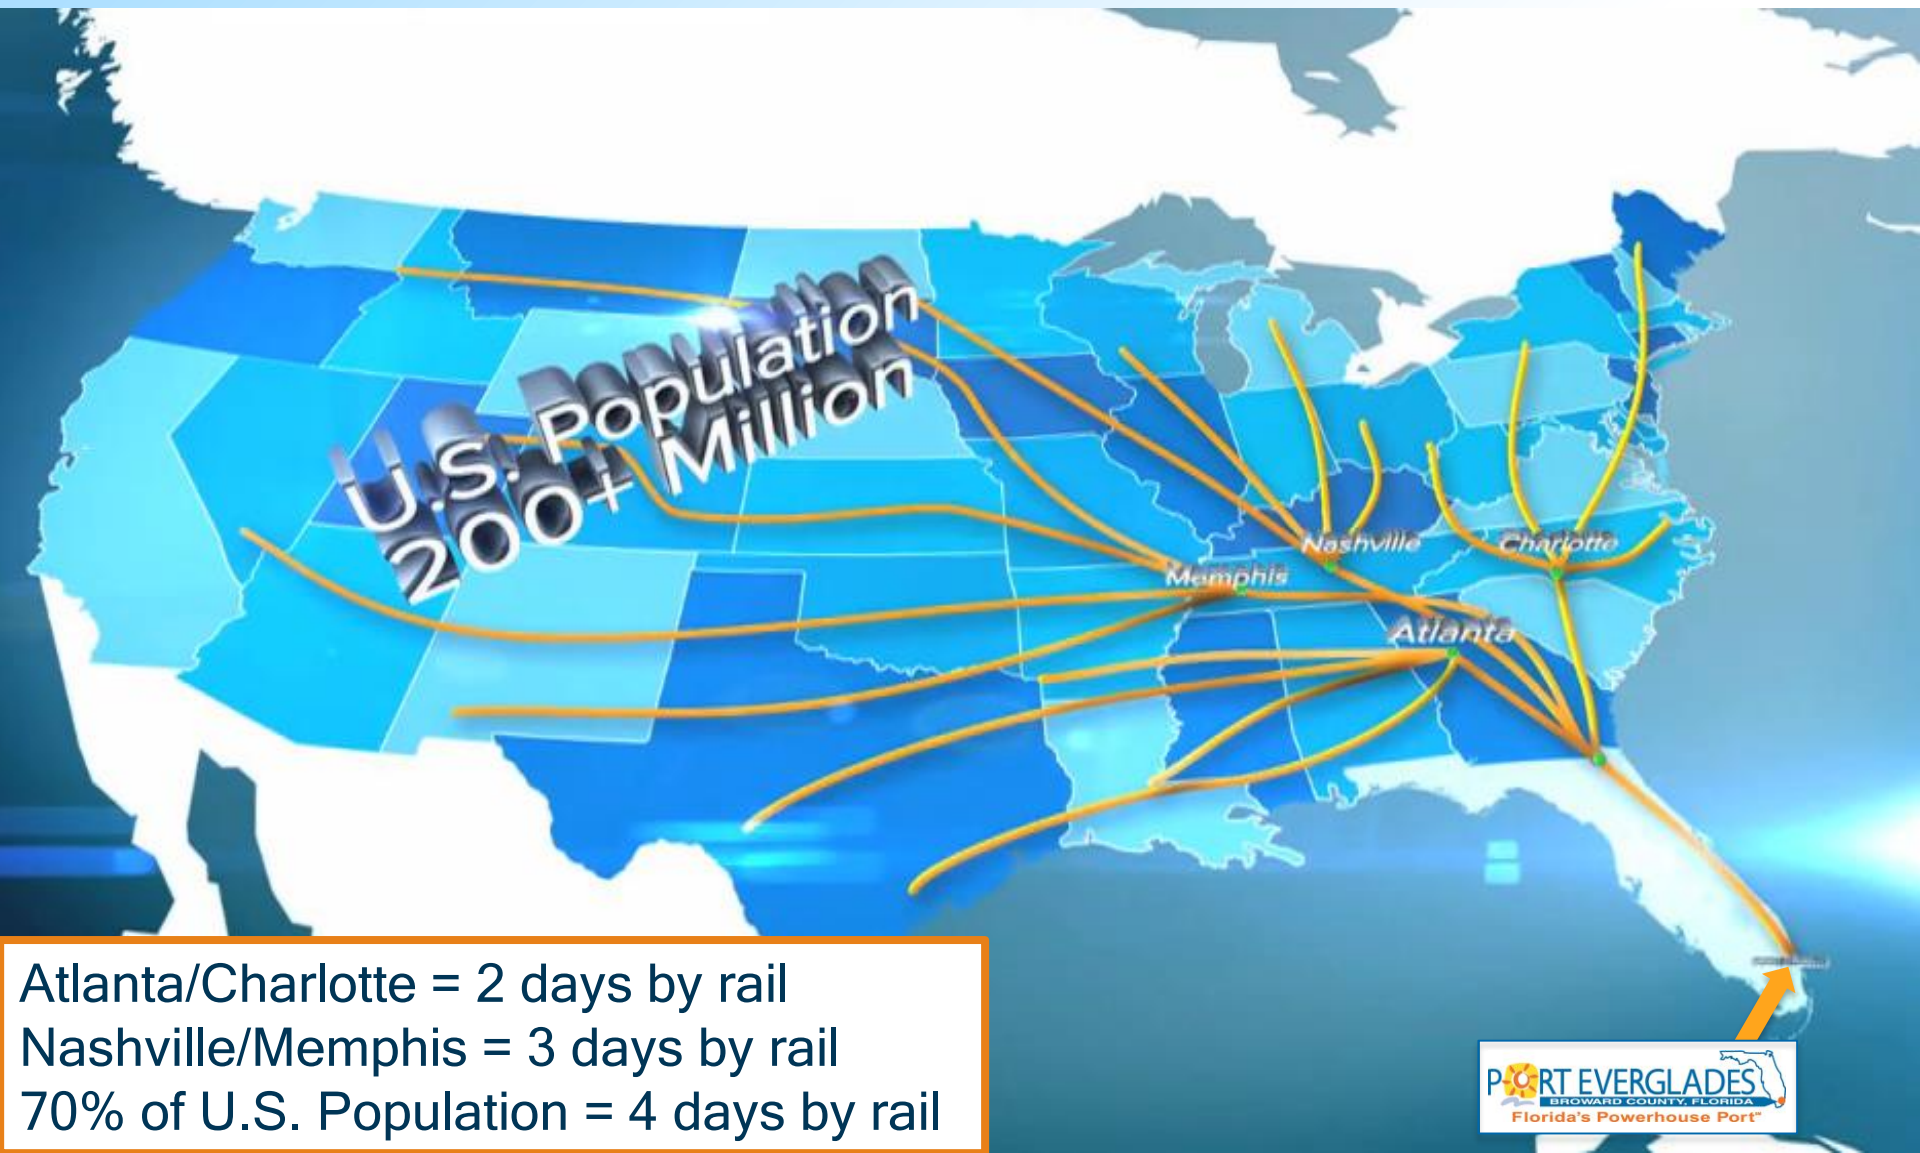 U.S. Population
200+ Million
Nashville
Charlotte
Memphis
Atlanta
Atlanta/Charlotte = 2 days by rail
Nashville/Memphis = 3 days by rail
70% of U.S. Population = 4 days by rail
PORT EVERGLADES
BROWARD COUNTY, FLORIDA
Florida's Powerhouse Port™